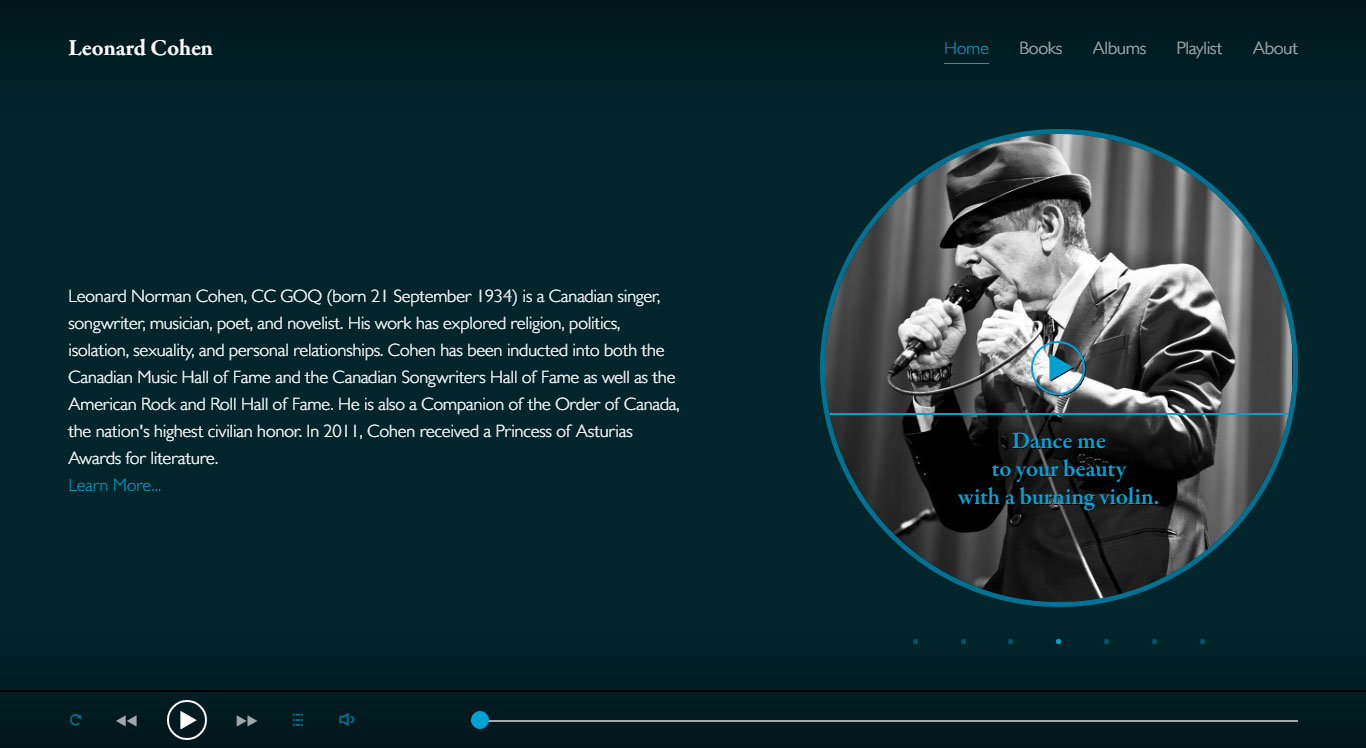 Leonard Cohen
Home Books Albums Playlist About
Leonard Norman Cohen, CC GOQ (born 21 September 1934) is a Canadian singer,
songwriter, musician, poet, and novelist. His work has explored religion, politics,
isolation, sexuality, and personal relationships. Cohen has been inducted into both the
Canadian Music Hall of Fame and the Canadian Songwriters Hall of Fame as well as the
American Rock and Roll Hall of Fame. He is also a Companion of the Order of Canada,
the nation's highest civilian honor. In 2011, Cohen received a Princess of Asturias
Awards for literature.
Learn More...
Dance me
to your beauty
with a burning violin.